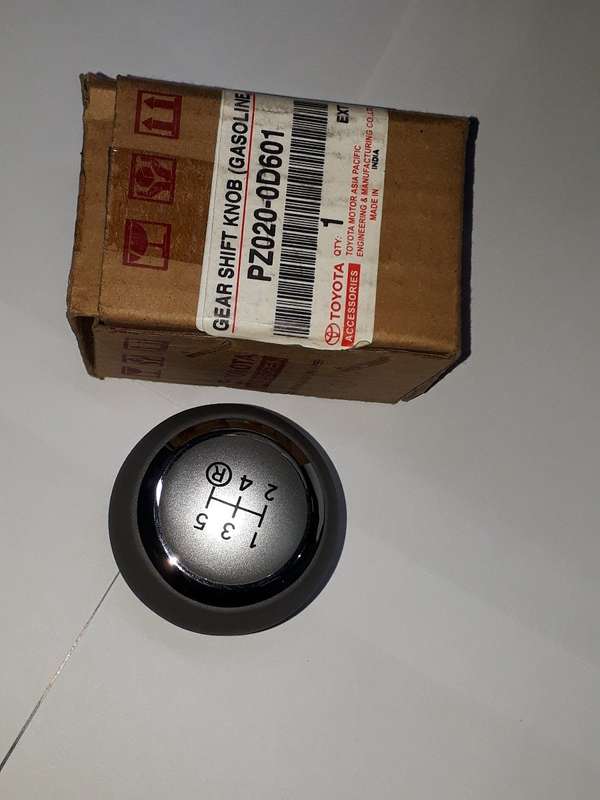 GEAR SHIFT KNOB (GASOLINE
PZ020-0D601
EXT
TOYOTA
ACCESSORIES
QTY: 1
TOYOTA MOTOR ASIA PACIFIC
ENGINEERING & MANUFACTURING CO.,LT
MADE IN INDIA
1 3 5
2 4 R